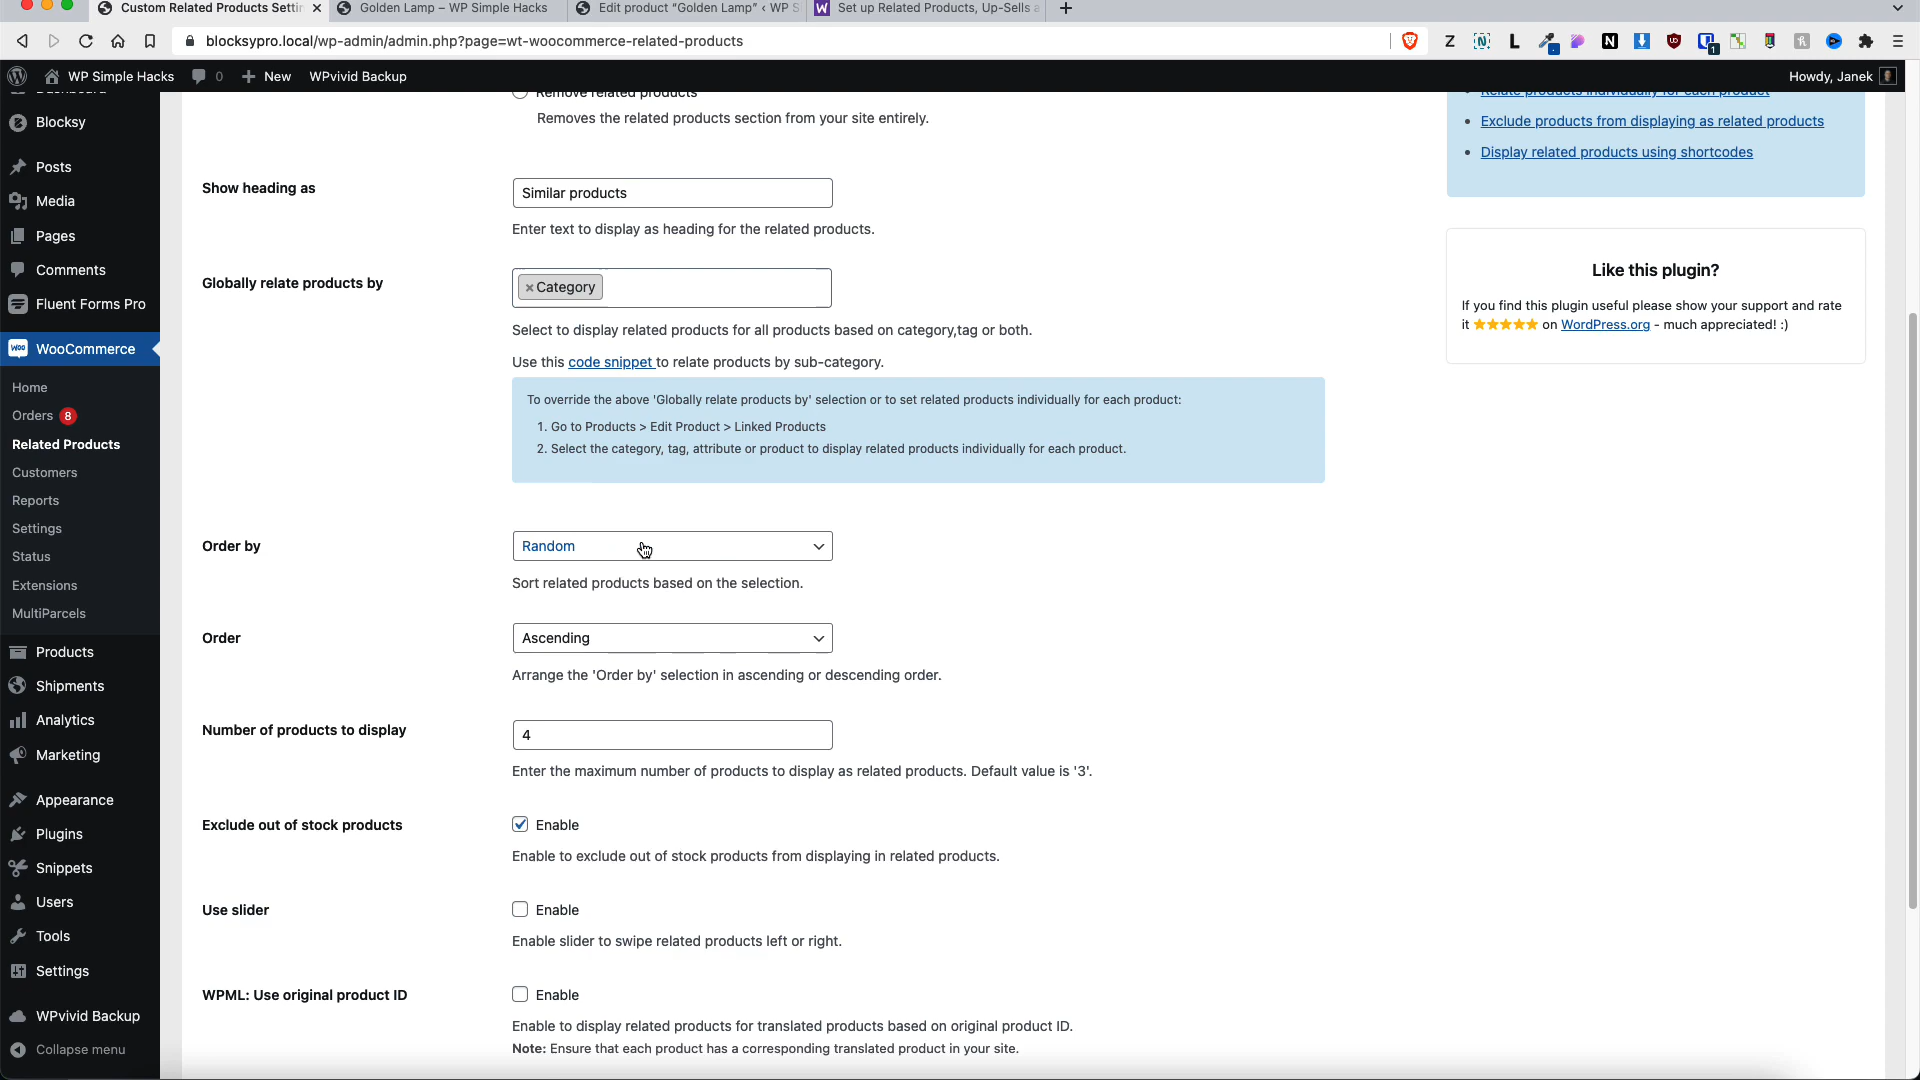 Custom Related Products Settin
Golden Lamp – WP Simple Hacks
Edit product “Golden Lamp” ‹ WP S
Set up Related Products, Up-Sells a
blocksypro.local/wp-admin/admin.php?page=wt-woocommerce-related-products
WP Simple Hacks
0
New
WPvivid Backup
Howdy, Janek
Dashboard
Blocksy
Posts
Media
Pages
Comments
Fluent Forms Pro
WooCommerce
Home
Orders 8
Related Products
Customers
Reports
Settings
Status
Extensions
MultiParcels
Products
Shipments
Analytics
Marketing
Appearance
Plugins
Snippets
Users
Tools
Settings
WPvivid Backup
Collapse menu
Remove related products
Removes the related products section from your site entirely.
Show heading as
Similar products
Enter text to display as heading for the related products.
Globally relate products by
×Category
Select to display related products for all products based on category,tag or both.
Use this code snippet to relate products by sub-category.
To override the above 'Globally relate products by' selection or to set related products individually for each product:
1. Go to Products > Edit Product > Linked Products
2. Select the category, tag, attribute or product to display related products individually for each product.
Order by
Random
Sort related products based on the selection.
Order
Ascending
Arrange the 'Order by' selection in ascending or descending order.
Number of products to display
4
Enter the maximum number of products to display as related products. Default value is '3'.
Exclude out of stock products
Enable
Enable to exclude out of stock products from displaying in related products.
Use slider
Enable
Enable slider to swipe related products left or right.
WPML: Use original product ID
Enable
Enable to display related products for translated products based on original product ID.
Note: Ensure that each product has a corresponding translated product in your site.
Relate products individually for each product
Exclude products from displaying as related products
Display related products using shortcodes
Like this plugin?
If you find this plugin useful please show your support and rate
it ★★★★★ on WordPress.org - much appreciated! :)